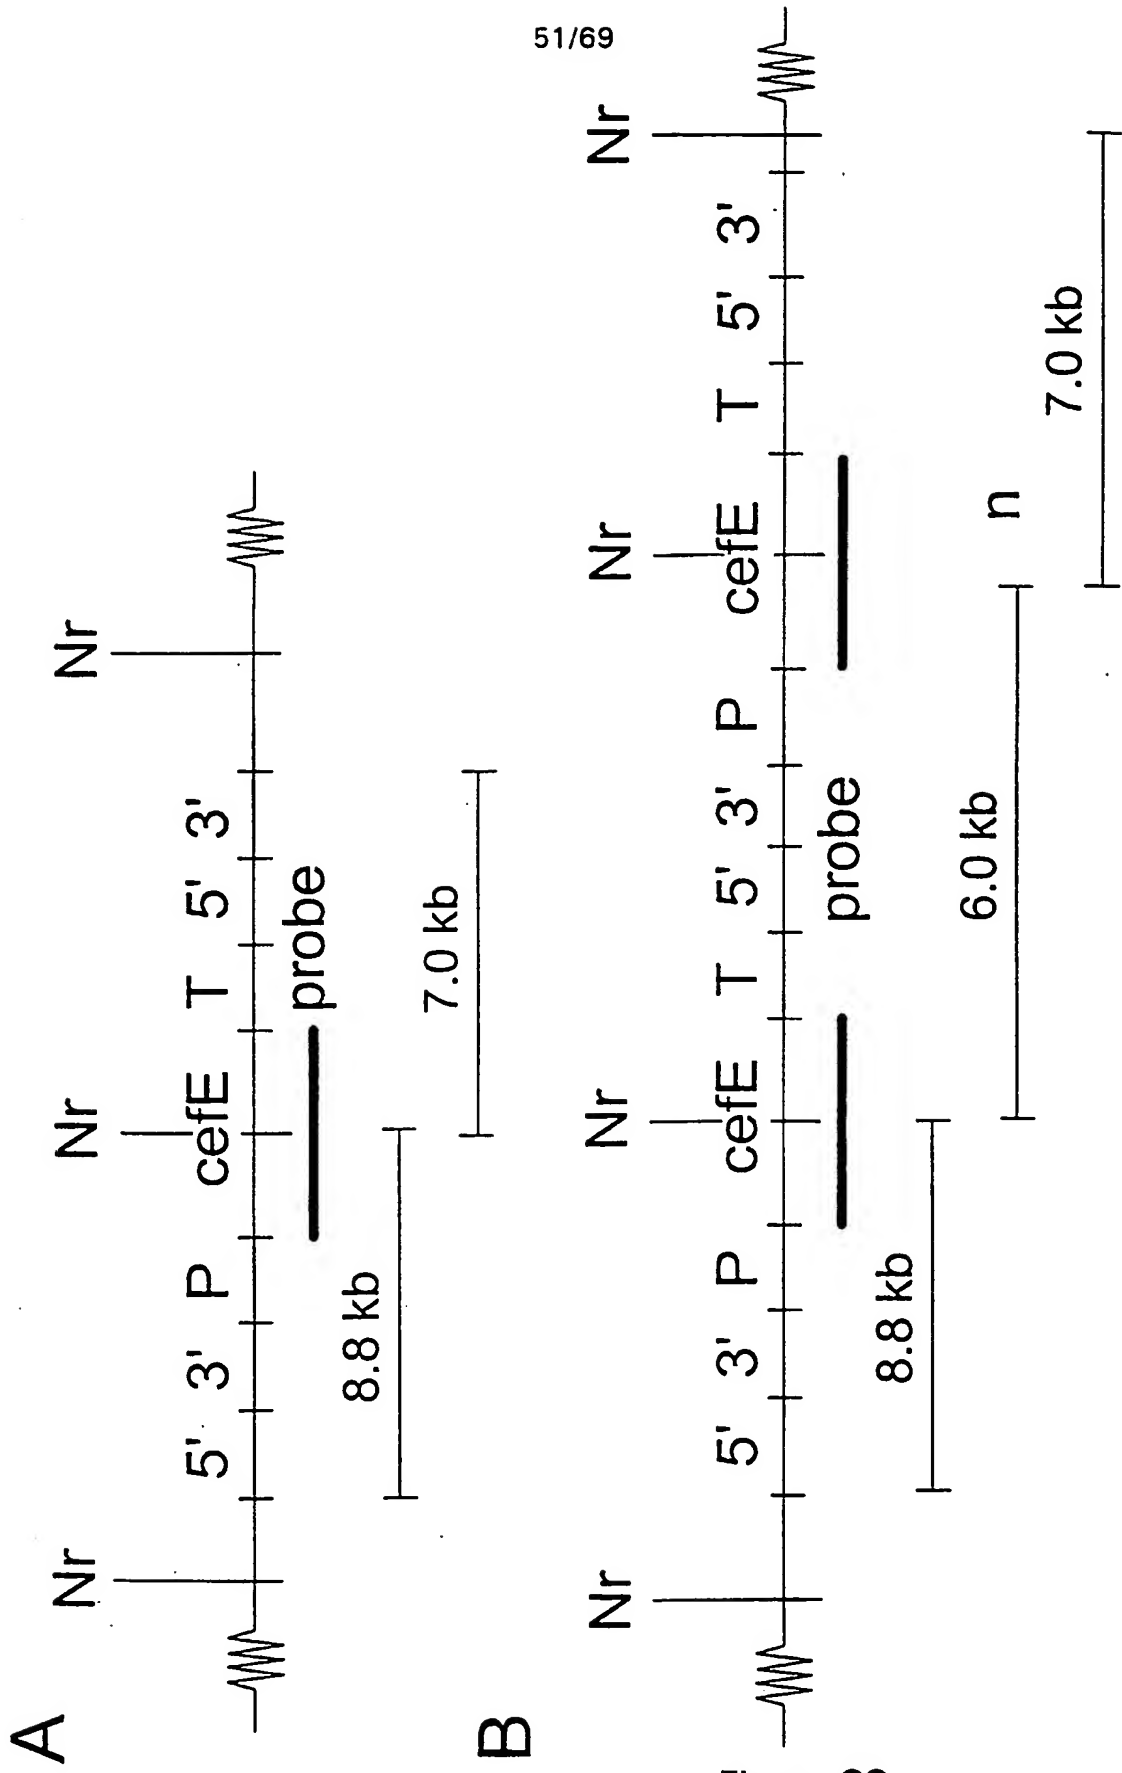 51/69
A
Nr Nr Nr
5' 3' P cefE T 5' 3'
probe
8.8 kb
7.0 kb
B
Nr Nr Nr Nr
5' 3' P cefE T 5' 3' P cefE T 5' 3'
probe
8.8 kb
6.0 kb n
7.0 kb